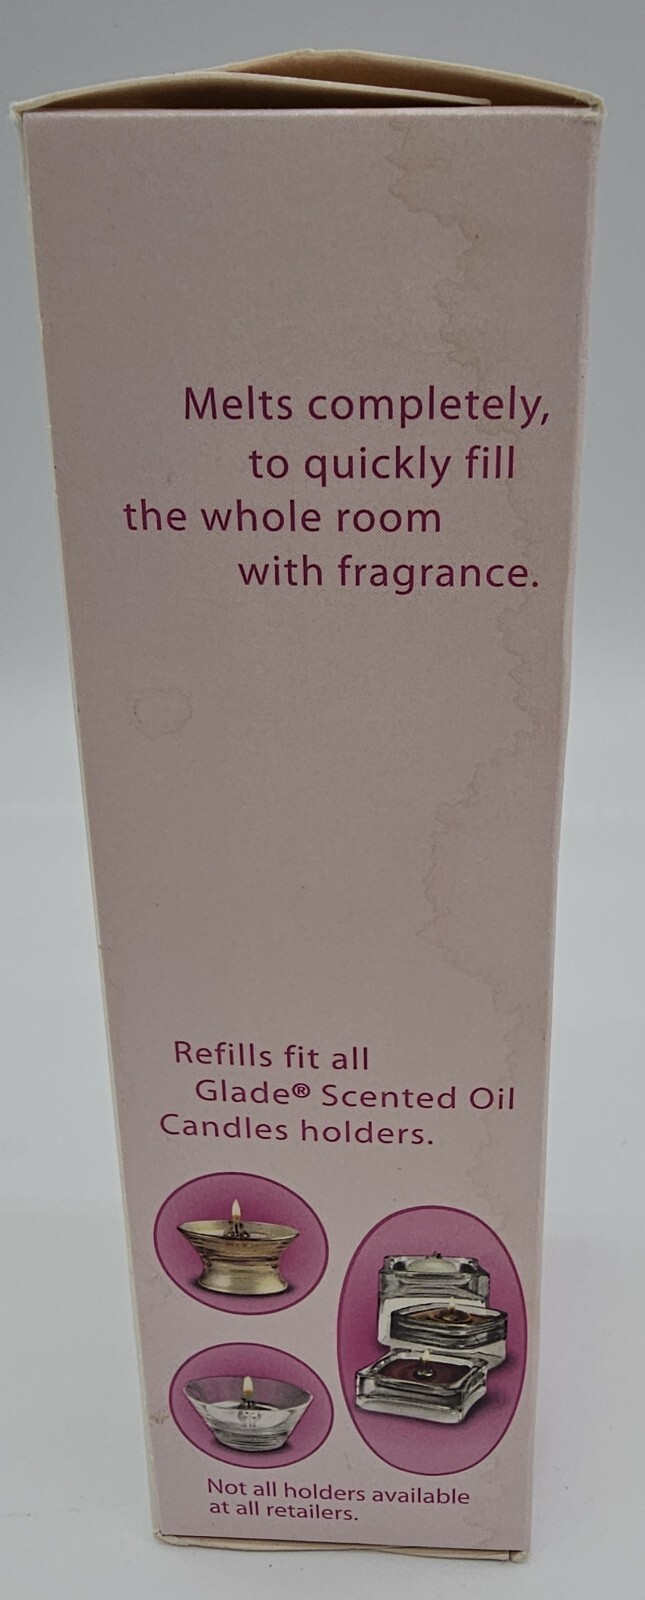 Melts completely,
to quickly fill
the whole room
with fragrance.
Refills fit all
Glade® Scented Oil
Candles holders.
Not all holders available
at all retailers.